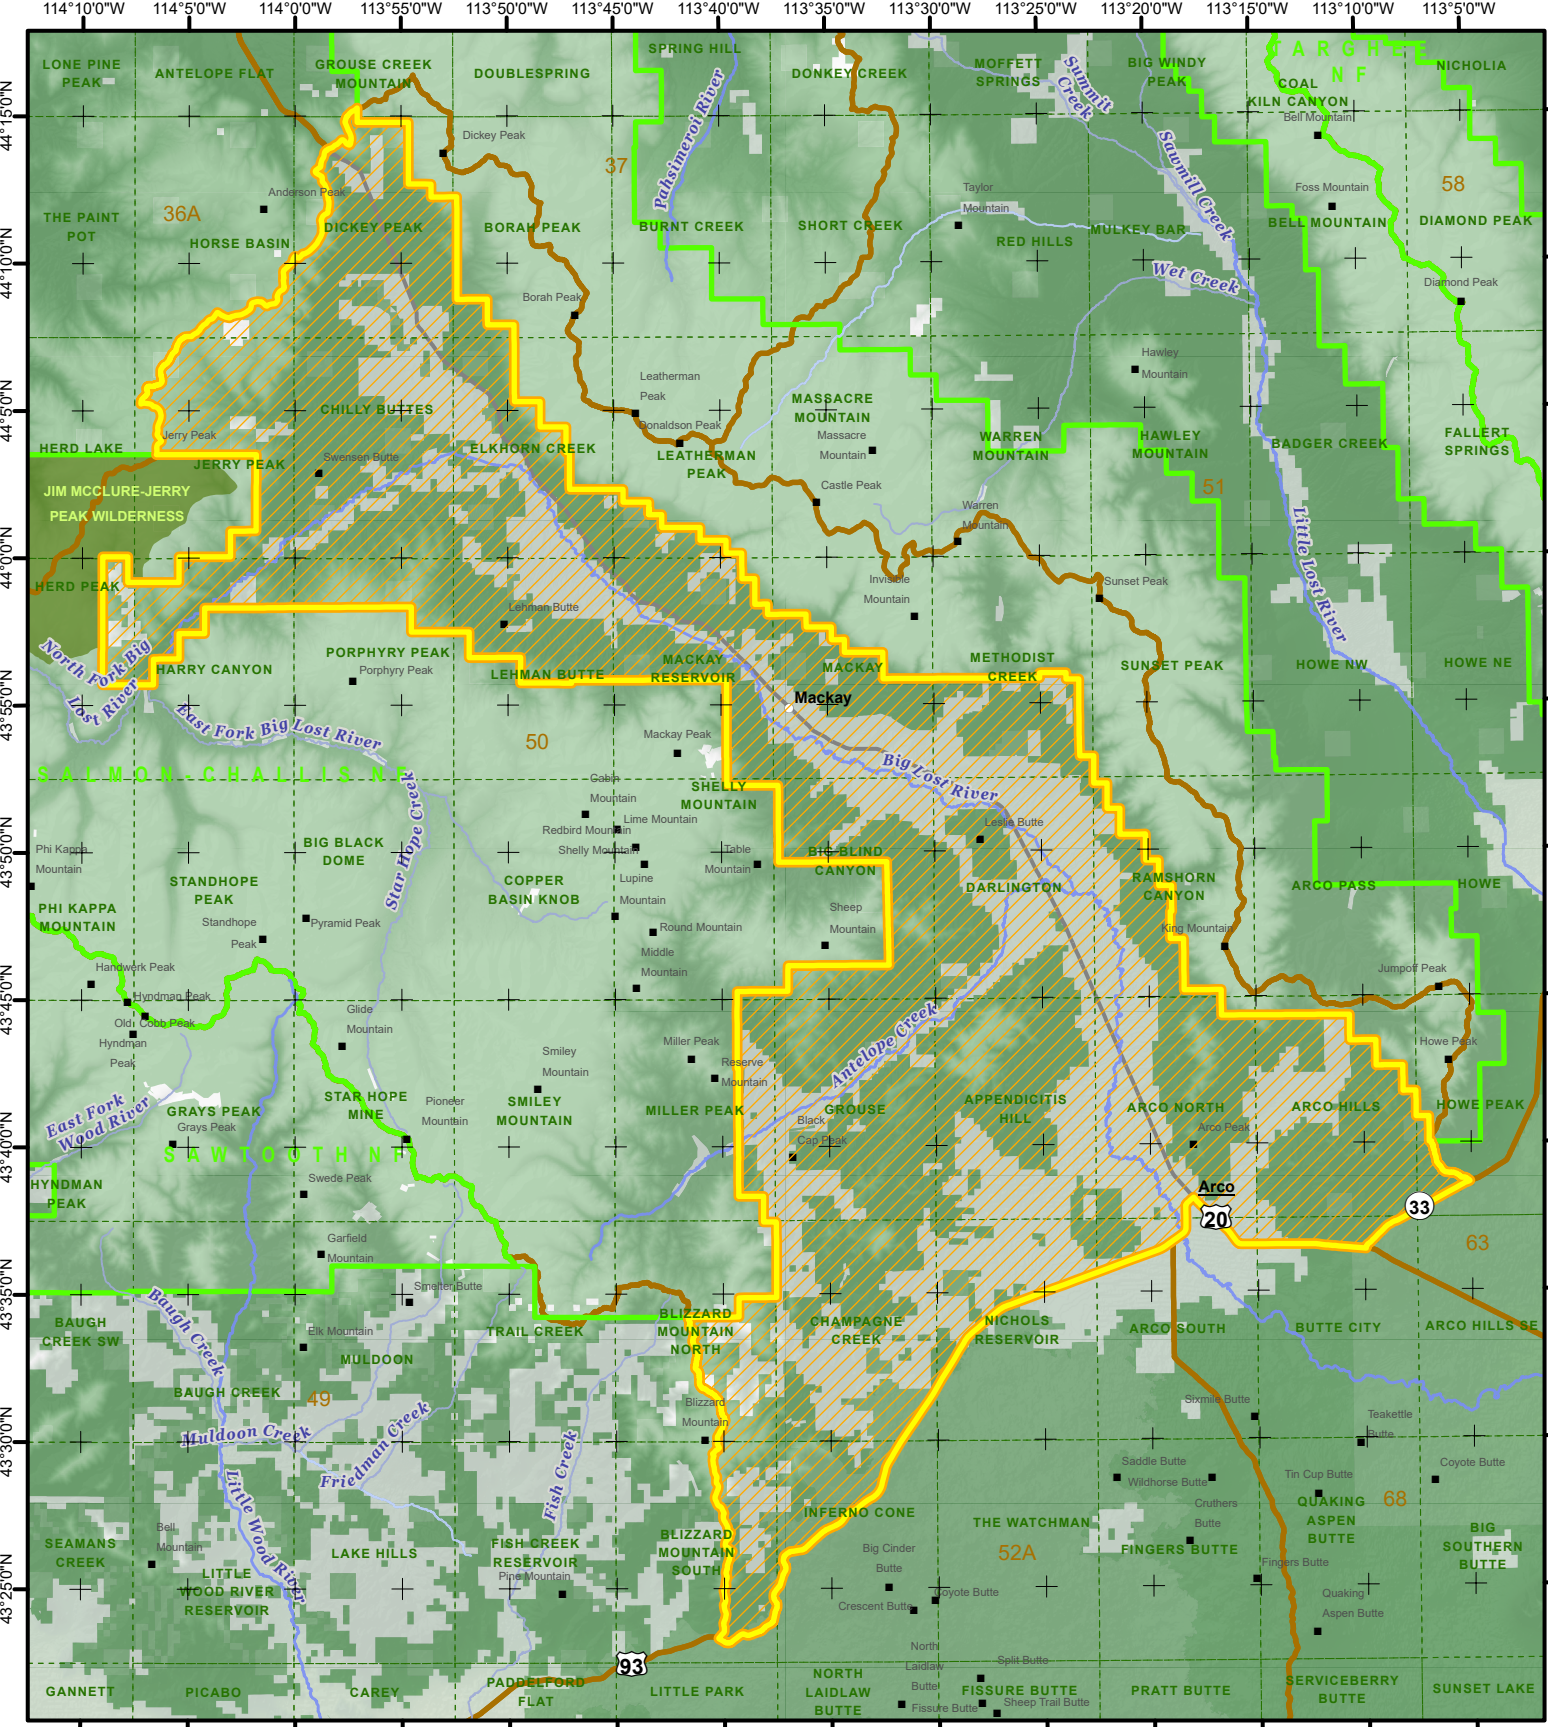 114°10'0"W
114°5'0"W
114°0'0"W
113°55'0"W
113°50'0"W
113°45'0"W
113°40'0"W
113°35'0"W
113°30'0"W
113°25'0"W
113°20'0"W
113°15'0"W
113°10'0"W
113°5'0"W
44°15'0"N
44°10'0"N
44°5'0"N
44°0'0"N
43°55'0"N
43°50'0"N
43°45'0"N
43°40'0"N
43°35'0"N
43°30'0"N
43°25'0"N
LONE PINE
PEAK
ANTELOPE FLAT
GROUSE CREEK
MOUNTAIN
DOUBLESPRING
SPRING HILL
DONKEY CREEK
MOFFETT
SPRINGS
Summit
Creek
BIG WINDY
PEAK
TARGHEE
NF
COAL
KILN CANYON
Bell Mountain
NICHOLIA
Dickey Peak
37
Pahsimeroi River
Sawmill Creek
58
Anderson Peak
36A
THE PAINT
POT
HORSE BASIN
DICKEY PEAK
BORAH PEAK
BURNT CREEK
SHORT CREEK
Taylor
Mountain
RED HILLS
MULKEY BAR
Foss Mountain
BELL MOUNTAIN
DIAMOND PEAK
Wet Creek
Diamond Peak
Borah Peak
Hawley
Mountain
Leatherman
Peak
CHILLY BUTTES
Donaldson Peak
MASSACRE
MOUNTAIN
Massacre
Mountain
HERD LAKE
Jerry Peak
JERRY PEAK
Swensen Butte
ELKHORN CREEK
LEATHERMAN
PEAK
WARREN
MOUNTAIN
HAWLEY
MOUNTAIN
BADGER CREEK
FALLERT
SPRINGS
JIM MCCLURE-JERRY
PEAK WILDERNESS
Castle Peak
51
Warren
Mountain
Little Lost River
HERD PEAK
Invisible
Mountain
Sunset Peak
Lehman Butte
North Fork Big
Lost River
HARRY CANYON
PORPHYRY PEAK
Porphyry Peak
LEHMAN BUTTE
MACKAY
RESERVOIR
MACKAY
METHODIST
CREEK
SUNSET PEAK
HOWE NW
HOWE NE
Mackay
East Fork Big Lost River
50
Mackay Peak
Big Lost River
SALMON-CHALLIS NF
Star Hope Creek
Cabin
Mountain
SHELLY
MOUNTAIN
Redbird Mountain
Lime Mountain
Shelly Mountain
Leslie Butte
Phi Kappa
Mountain
BIG BLACK
DOME
Table
Mountain
BIG BLIND
CANYON
STANDHOPE
PEAK
COPPER
BASIN KNOB
Lupine
Mountain
DARLINGTON
RAMSHORN
CANYON
ARCO PASS
HOWE
PHI KAPPA
MOUNTAIN
Standhope
Peak
Pyramid Peak
Round Mountain
Sheep
Mountain
King Mountain
Handwerk Peak
Middle
Mountain
Jumpoff Peak
Hyndman Peak
Old
Hyndman
Peak
Cobb Peak
Glide
Mountain
Antelope Creek
Smiley
Mountain
Miller Peak
Reserve
Mountain
Howe Peak
East Fork
Wood River
GRAYS PEAK
Grays Peak
STAR HOPE
MINE
Pioneer
Mountain
SMILEY
MOUNTAIN
MILLER PEAK
Black
Cap Peak
GROUSE
APPENDICITIS
HILL
ARCO NORTH
Arco Peak
ARCO HILLS
HOWE PEAK
SAWTOOTH NF
HYNDMAN
PEAK
Swede Peak
Arco
20
33
63
Garfield
Mountain
Smelter Butte
Baugh Creek
BAUGH
CREEK SW
Elk Mountain
MULDOON
TRAIL CREEK
BLIZZARD
MOUNTAIN
NORTH
CHAMPAGNE
CREEK
NICHOLS
RESERVOIR
ARCO SOUTH
BUTTE CITY
ARCO HILLS SE
BAUGH CREEK
49
Muldoon Creek
Friedman Creek
Fish Creek
Blizzard
Mountain
Sixmile Butte
Teakettle
Butte
Little Wood River
Saddle Butte
Wildhorse Butte
Tin Cup Butte
Coyote Butte
INFERNO CONE
THE WATCHMAN
Cruthers
Butte
QUAKING
ASPEN
BUTTE
68
SEAMANS
CREEK
Bell
Mountain
LAKE HILLS
FISH CREEK
RESERVOIR
Pine Mountain
BLIZZARD
MOUNTAIN
SOUTH
Big Cinder
Butte
52A
FINGERS BUTTE
Fingers Butte
BIG
SOUTHERN
BUTTE
LITTLE
WOOD RIVER
RESERVOIR
Crescent Butte
Coyote Butte
Quaking
Aspen Butte
93
North
Laidlaw
Butte
Split Butte
GANNETT
PICABO
CAREY
PADDELFORD
FLAT
LITTLE PARK
NORTH
LAIDLAW
BUTTE
Fissure Butte
FISSURE BUTTE
Sheep Trail Butte
PRATT BUTTE
SERVICEBERRY
BUTTE
SUNSET LAKE